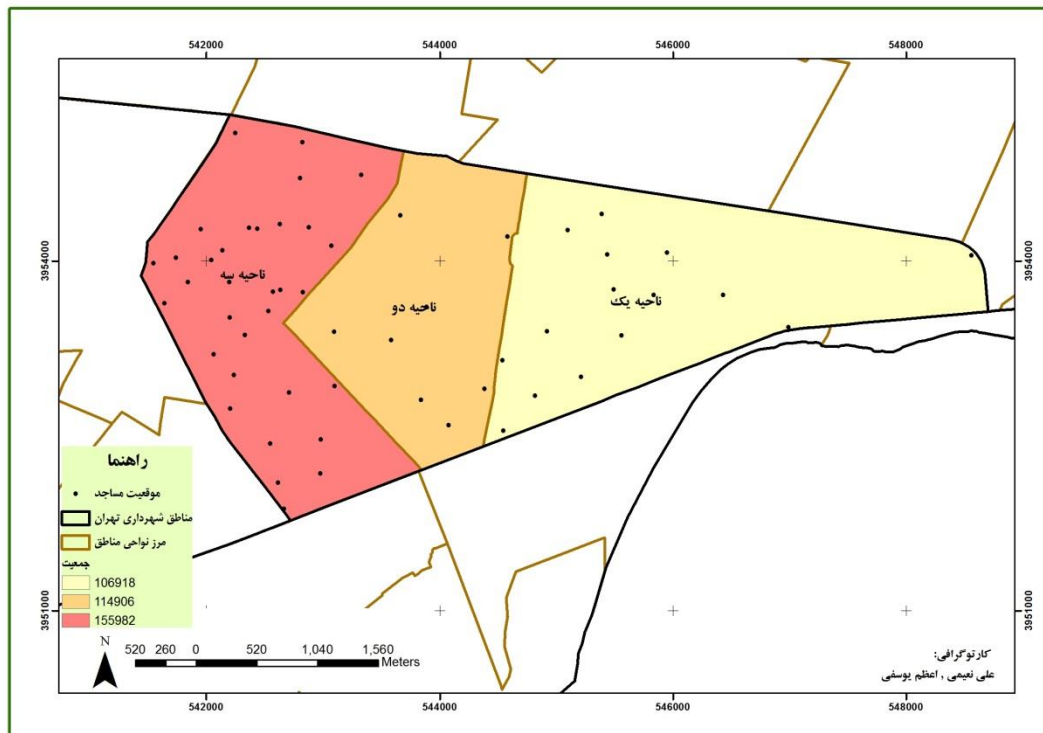 542000 544000 546000 548000
3954000 3954000
ناحیه سه
ناحیه دو
ناحیه یک
راهنما
موقعیت مساجد
مناطق شهرداری تهران
مرز نواحی مناطق
جمعیت
106918
114906
155982
3951000 3951000
N
520 260 0 520 1,040 1,560
Meters
کارتوگرافی:
علی نعیمی , اعظم یوسفی
542000 544000 546000 548000